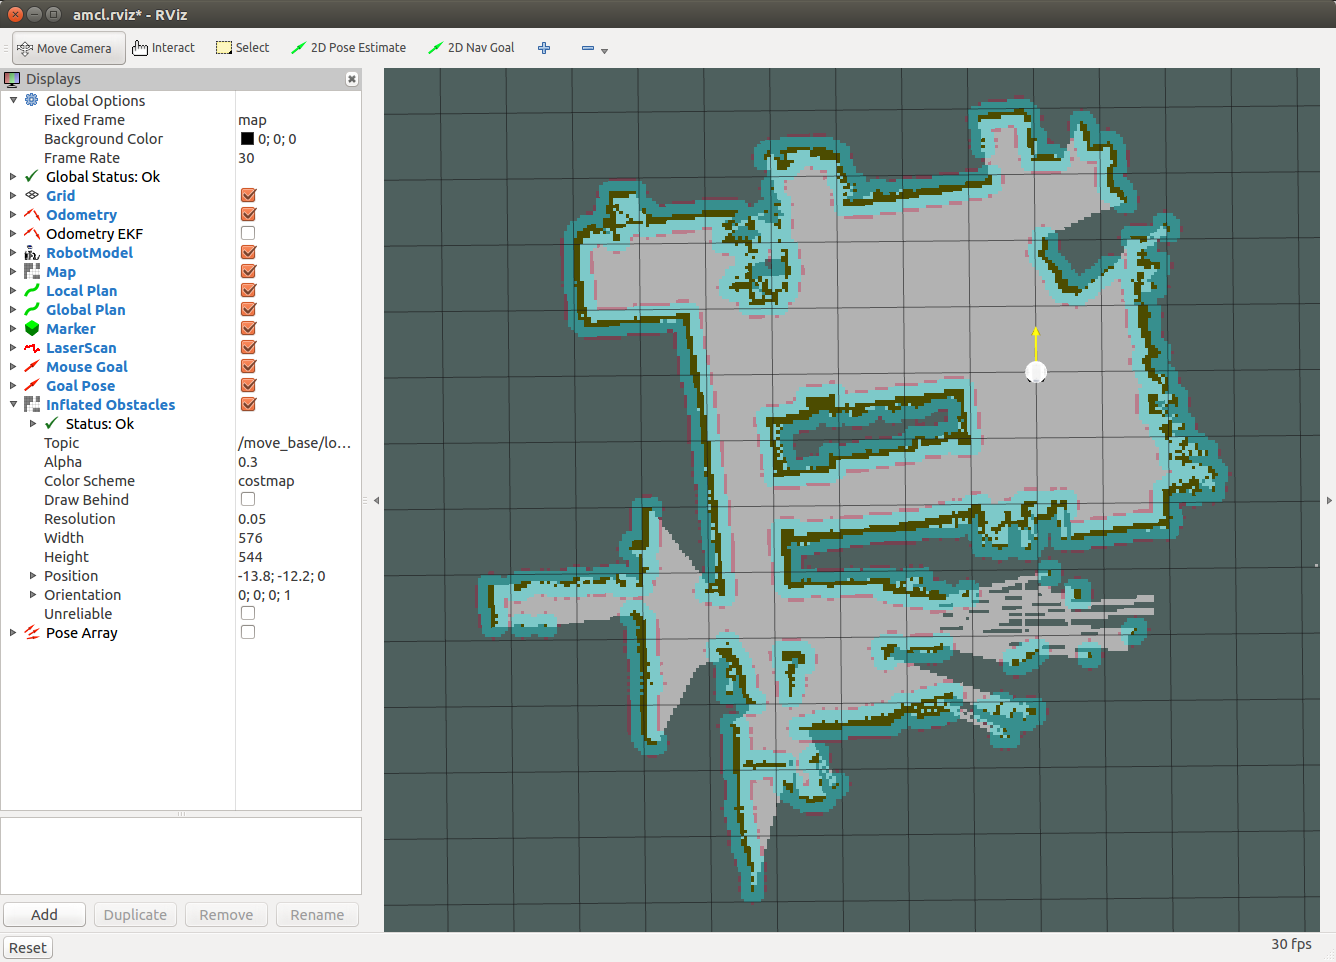 amcl.rviz* - RViz
Move Camera Interact Select 2D Pose Estimate 2D Nav Goal
Displays
Global Options
Fixed Frame map
Background Color 0; 0; 0
Frame Rate 30
Global Status: Ok
Grid
Odometry
Odometry EKF
RobotModel
Map
Local Plan
Global Plan
Marker
LaserScan
Mouse Goal
Goal Pose
Inflated Obstacles
Status: Ok
Topic /move_base/lo...
Alpha 0.3
Color Scheme costmap
Draw Behind
Resolution 0.05
Width 576
Height 544
Position -13.8; -12.2; 0
Orientation 0; 0; 0; 1
Unreliable
Pose Array
Add Duplicate Remove Rename
Reset 30 fps